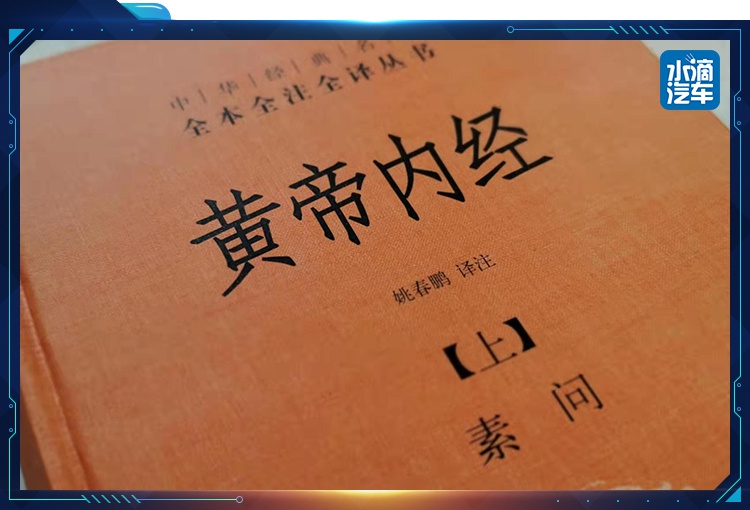 中华经典名
全本全注全译丛书
黄帝内经
姚春鹏 译注
【上】
素问
水滴
汽车